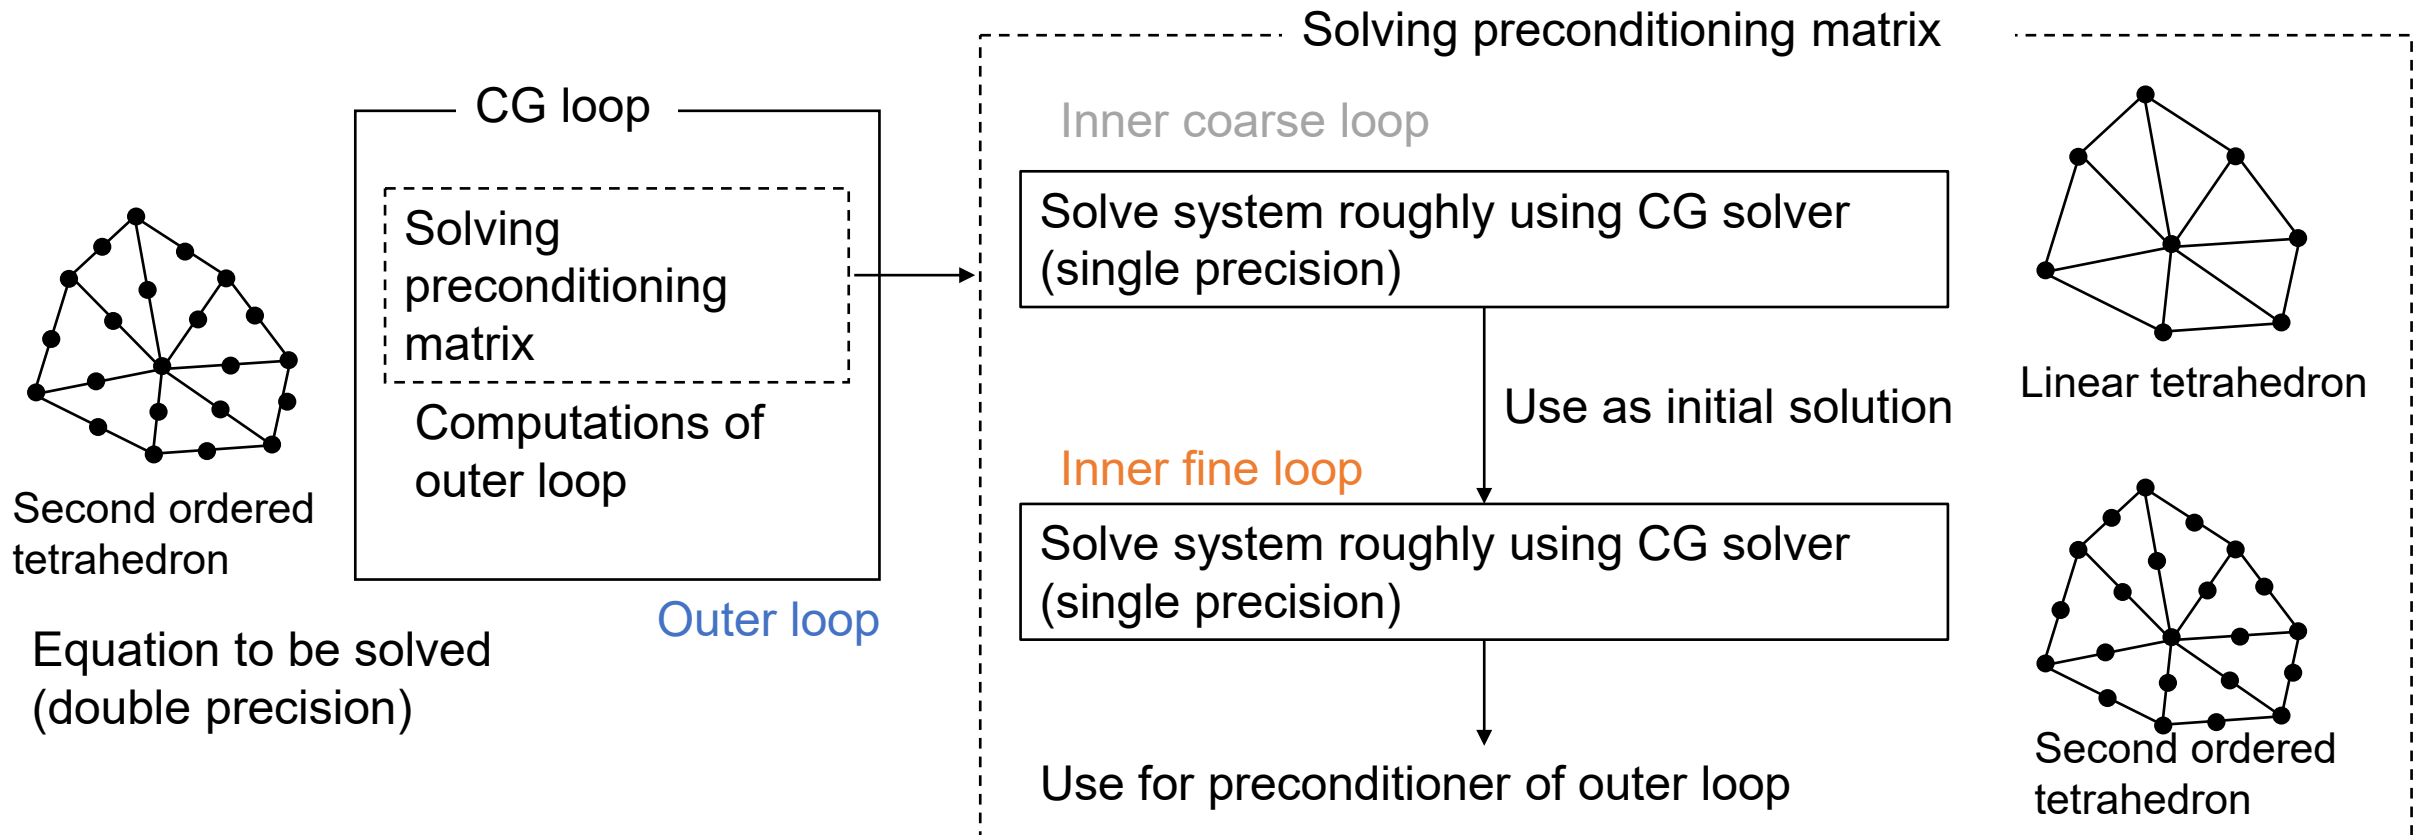 Solving preconditioning matrix
CG loop
Solving
preconditioning
matrix
Computations of
outer loop
Outer loop
Second ordered
tetrahedron
Equation to be solved
(double precision)
Inner coarse loop
Solve system roughly using CG solver
(single precision)
Linear tetrahedron
Use as initial solution
Inner fine loop
Solve system roughly using CG solver
(single precision)
Second ordered
tetrahedron
Use for preconditioner of outer loop